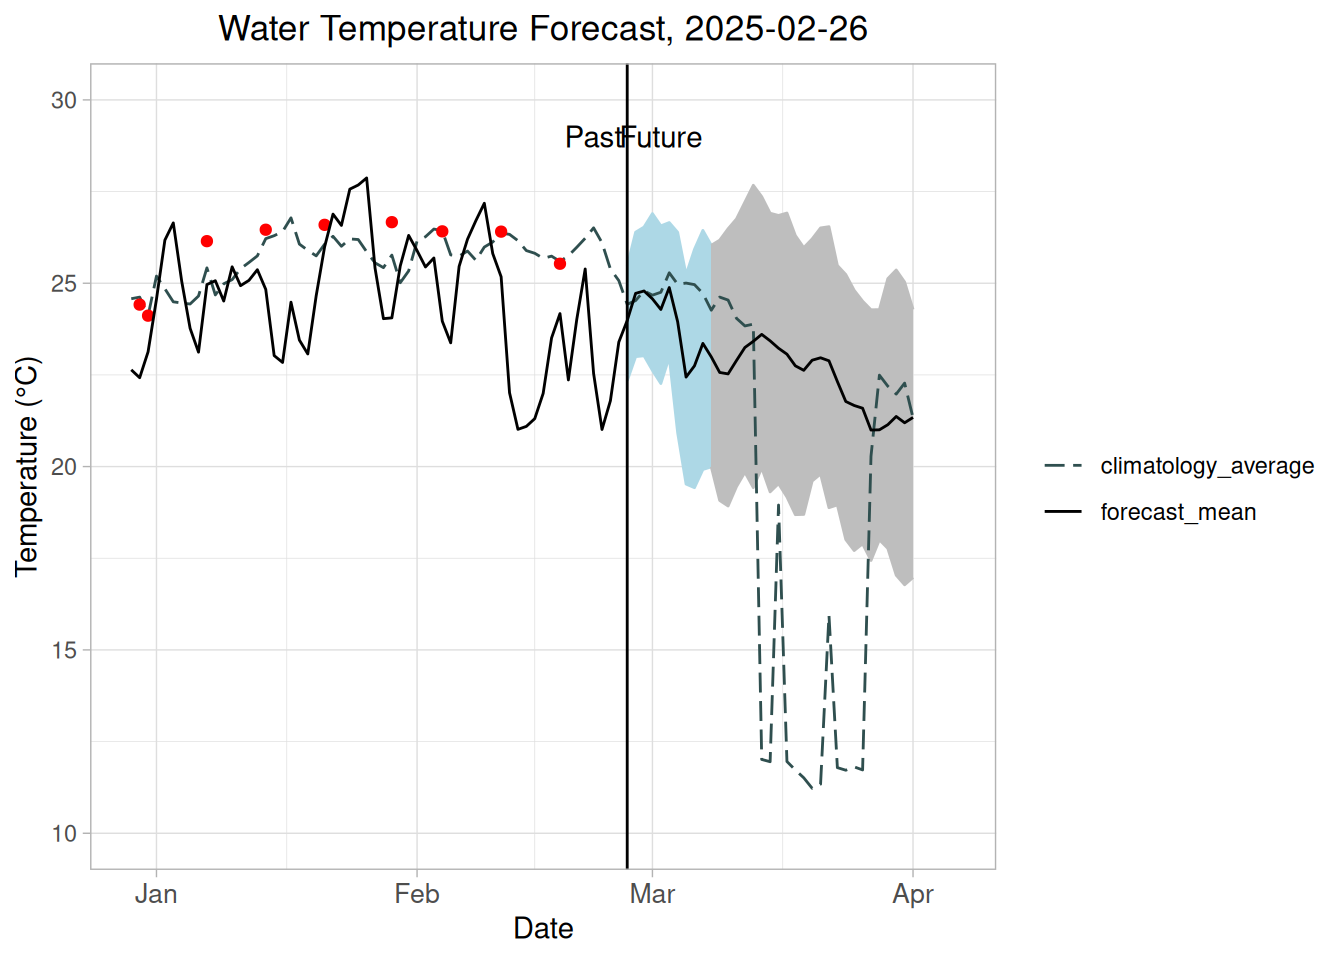 Water Temperature Forecast, 2025-02-26
30
PastFuture
25
20
15
10
Temperature (°C)
Jan Feb Mar Apr
Date
climatology_average
forecast_mean